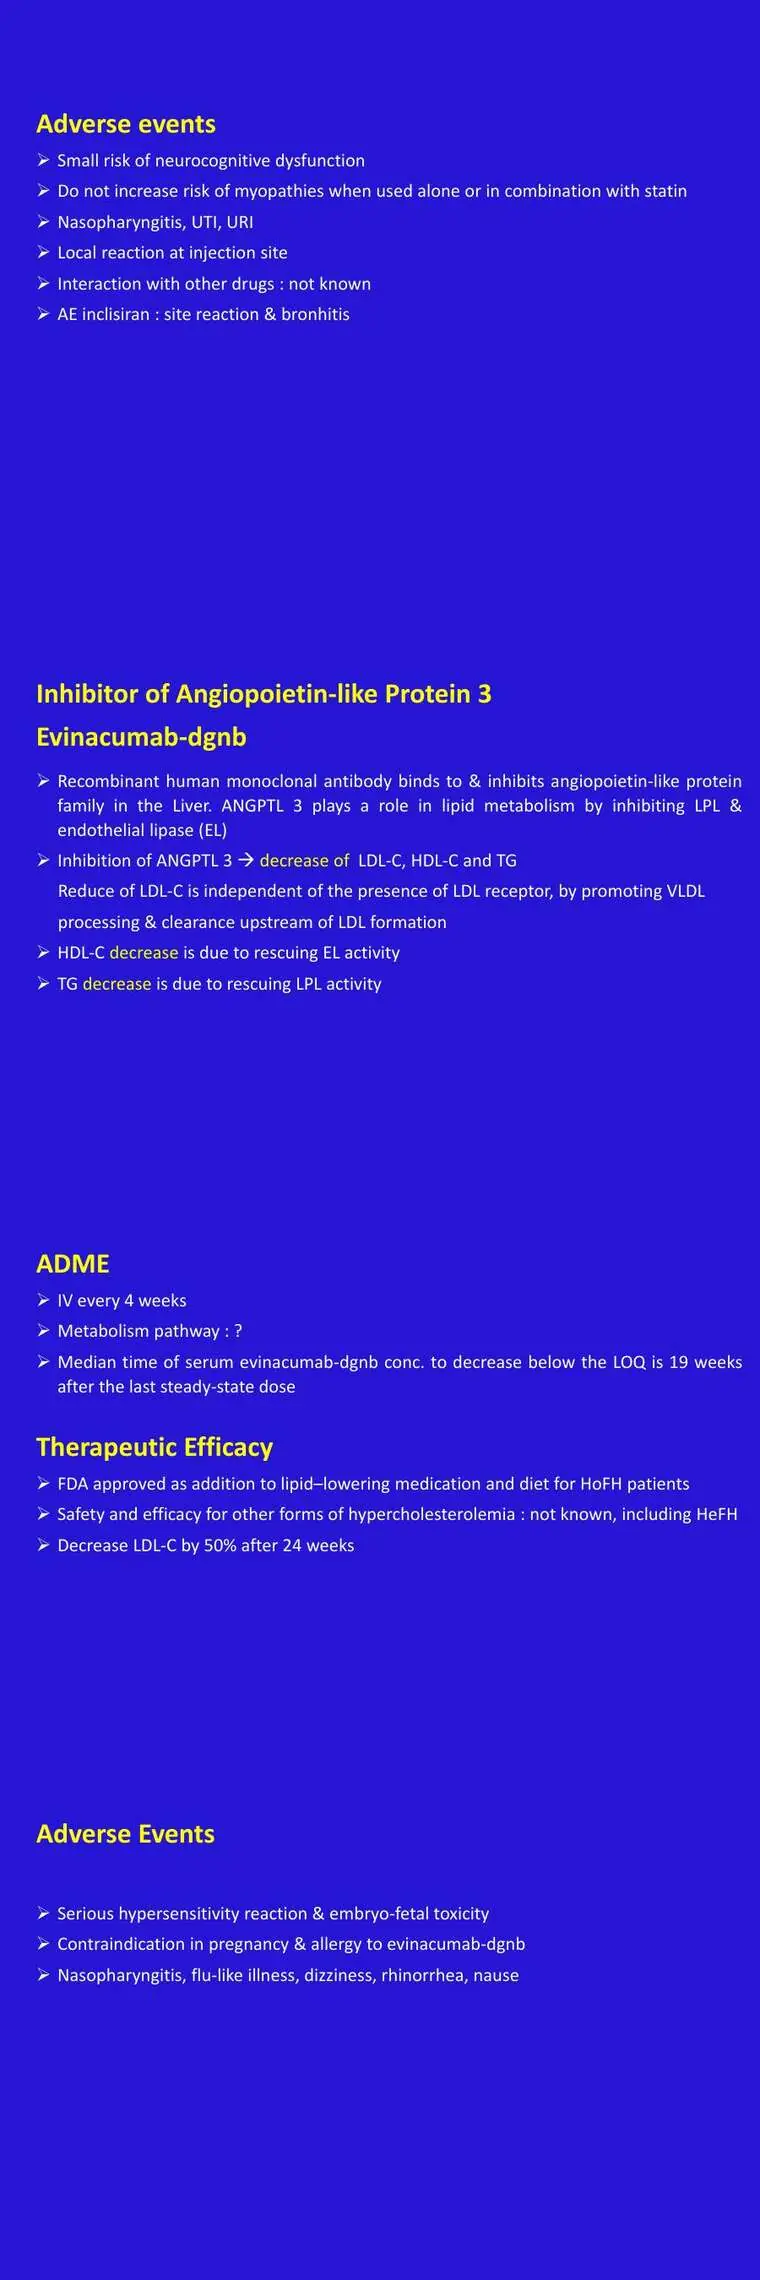 Adverse events
➢ Small risk of neurocognitive dysfunction
➢ Do not increase risk of myopathies when used alone or in combination with statin
➢ Nasopharyngitis, UTI, URI
➢ Local reaction at injection site
➢ Interaction with other drugs : not known
➢ AE inclisiran : site reaction & bronhitis
Inhibitor of Angiopoietin-like Protein 3
Evinacumab-dgnb
➢ Recombinant human monoclonal antibody binds to & inhibits angiopoietin-like protein
family in the Liver. ANGPTL 3 plays a role in lipid metabolism by inhibiting LPL &
endothelial lipase (EL)
➢ Inhibition of ANGPTL 3 → decrease of LDL-C, HDL-C and TG
Reduce of LDL-C is independent of the presence of LDL receptor, by promoting VLDL
processing & clearance upstream of LDL formation
➢ HDL-C decrease is due to rescuing EL activity
➢ TG decrease is due to rescuing LPL activity
ADME
➢ IV every 4 weeks
➢ Metabolism pathway : ?
➢ Median time of serum evinacumab-dgnb conc. to decrease below the LOQ is 19 weeks
after the last steady-state dose
Therapeutic Efficacy
➢ FDA approved as addition to lipid–lowering medication and diet for HoFH patients
➢ Safety and efficacy for other forms of hypercholesterolemia : not known, including HeFH
➢ Decrease LDL-C by 50% after 24 weeks
Adverse Events
➢ Serious hypersensitivity reaction & embryo-fetal toxicity
➢ Contraindication in pregnancy & allergy to evinacumab-dgnb
➢ Nasopharyngitis, flu-like illness, dizziness, rhinorrhea, nause